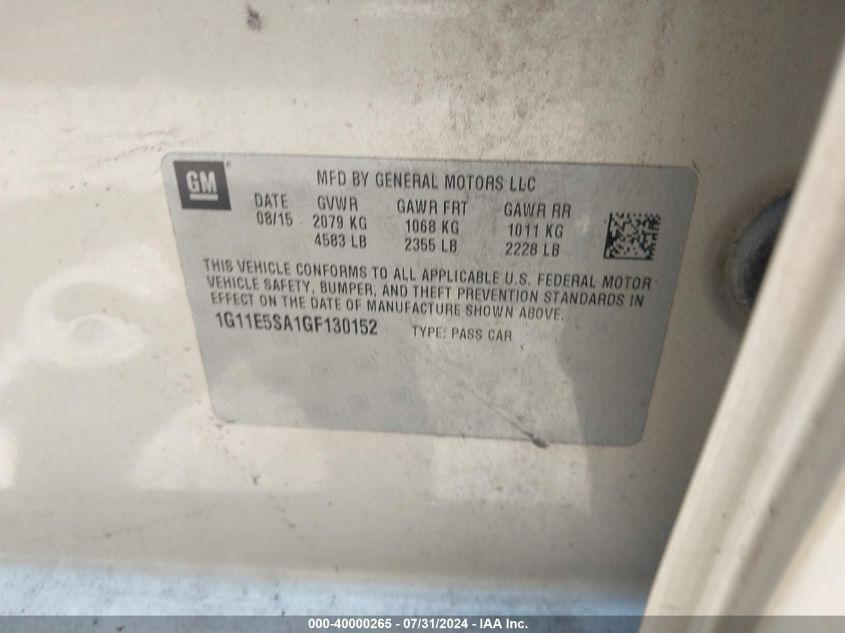 GM
MFD BY GENERAL MOTORS LLC
DATE GVWR GAWR FRT GAWR RR
08/15 2079 KG 1068 KG 1011 KG
4583 LB 2355 LB 2228 LB
THIS VEHICLE CONFORMS TO ALL APPLICABLE U.S. FEDERAL MOTOR
VEHICLE SAFETY, BUMPER, AND THEFT PREVENTION STANDARDS IN
EFFECT ON THE DATE OF MANUFACTURE SHOWN ABOVE.
1G11E5SA1GF130152 TYPE: PASS CAR
000-40000265 - 07/31/2024 - IAA Inc.